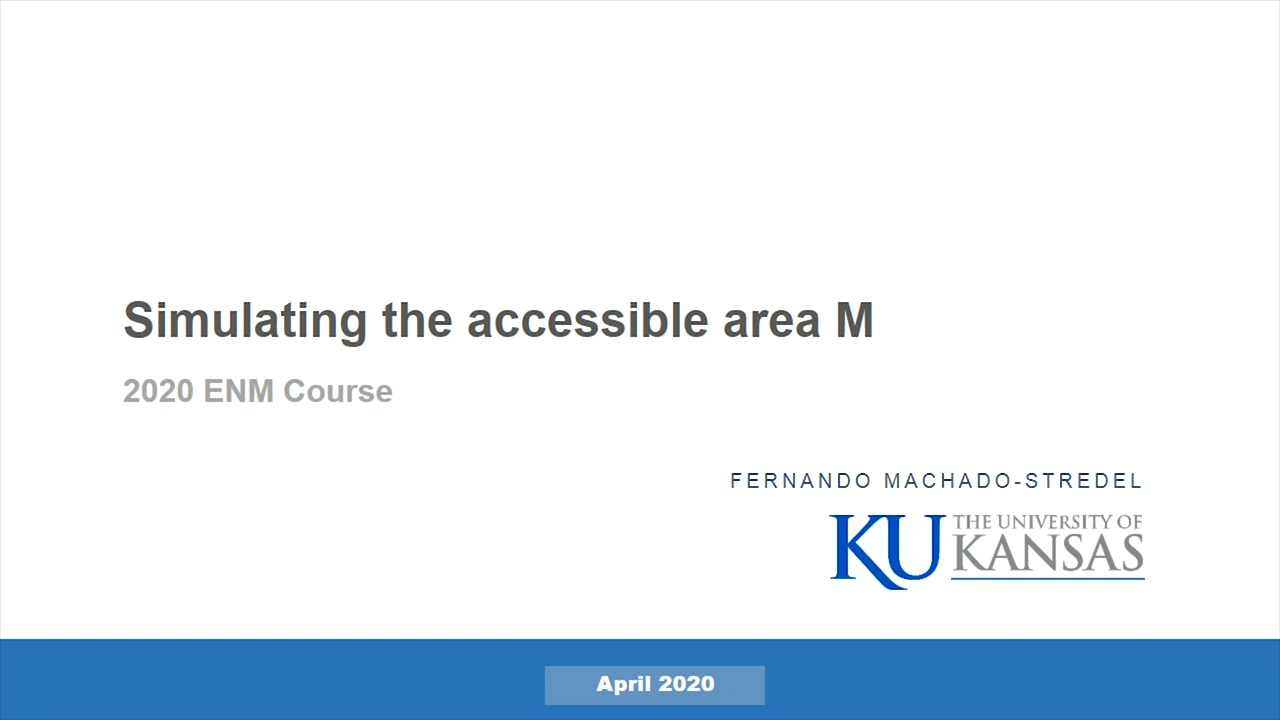 Simulating the accessible area M
2020 ENM Course
FERNANDO MACHADO-STREDEL
KU THE UNIVERSITY OF
KANSAS
April 2020